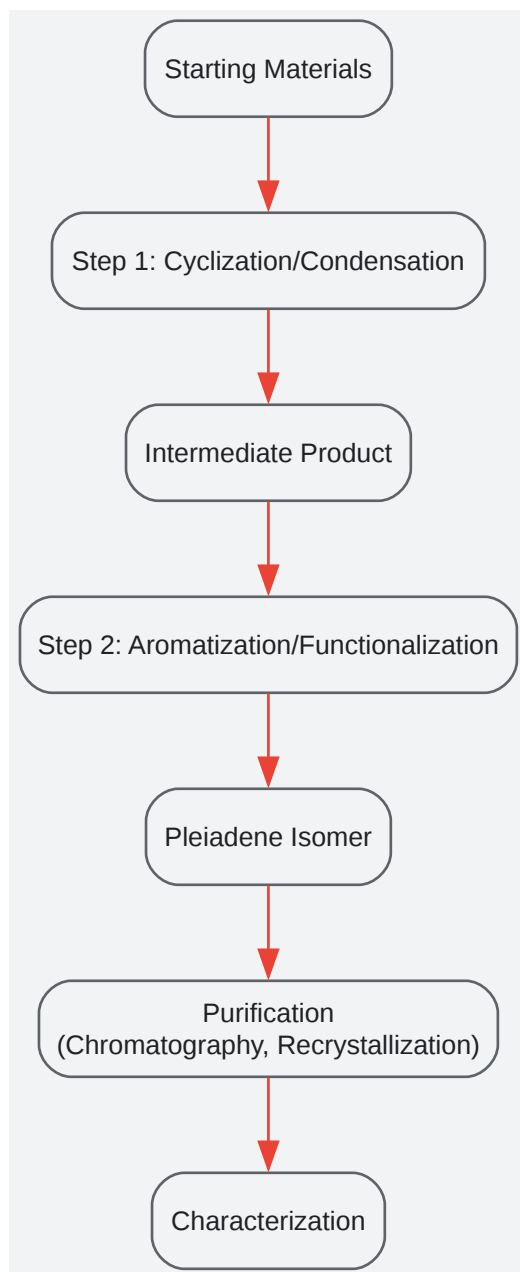 Starting Materials
Step 1: Cyclization/Condensation
Intermediate Product
Step 2: Aromatization/Functionalization
Pleiadene Isomer
Purification
(Chromatography, Recrystallization)
Characterization